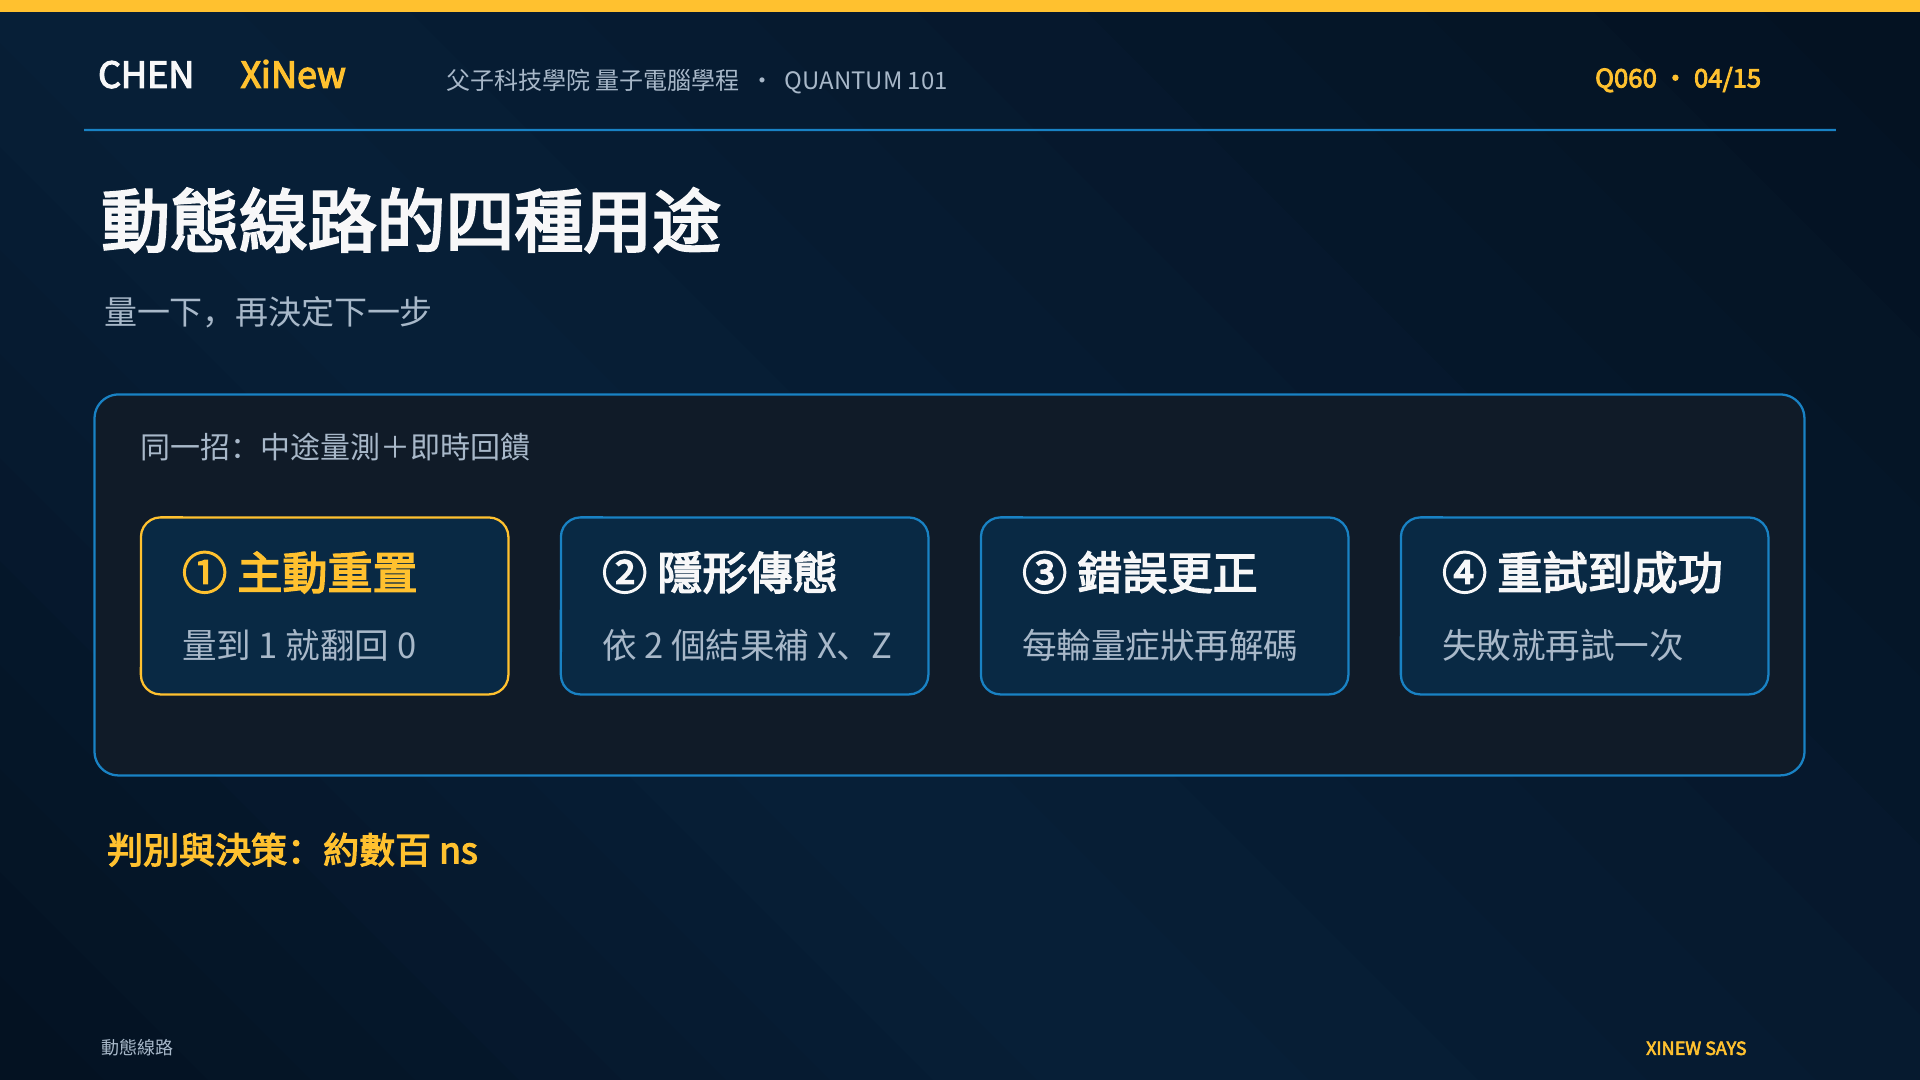 CHEN XiNew 父子科技學院 量子電腦學程 · QUANTUM 101 Q060 · 04/15
動態線路的四種用途
量一下，再決定下一步
同一招：中途量測＋即時回饋
① 主動重置
量到 1 就翻回 0
② 隱形傳態
依 2 個結果補 X、Z
③ 錯誤更正
每輪量症狀再解碼
④ 重試到成功
失敗就再試一次
判別與決策：約數百 ns
動態線路 XINEW SAYS